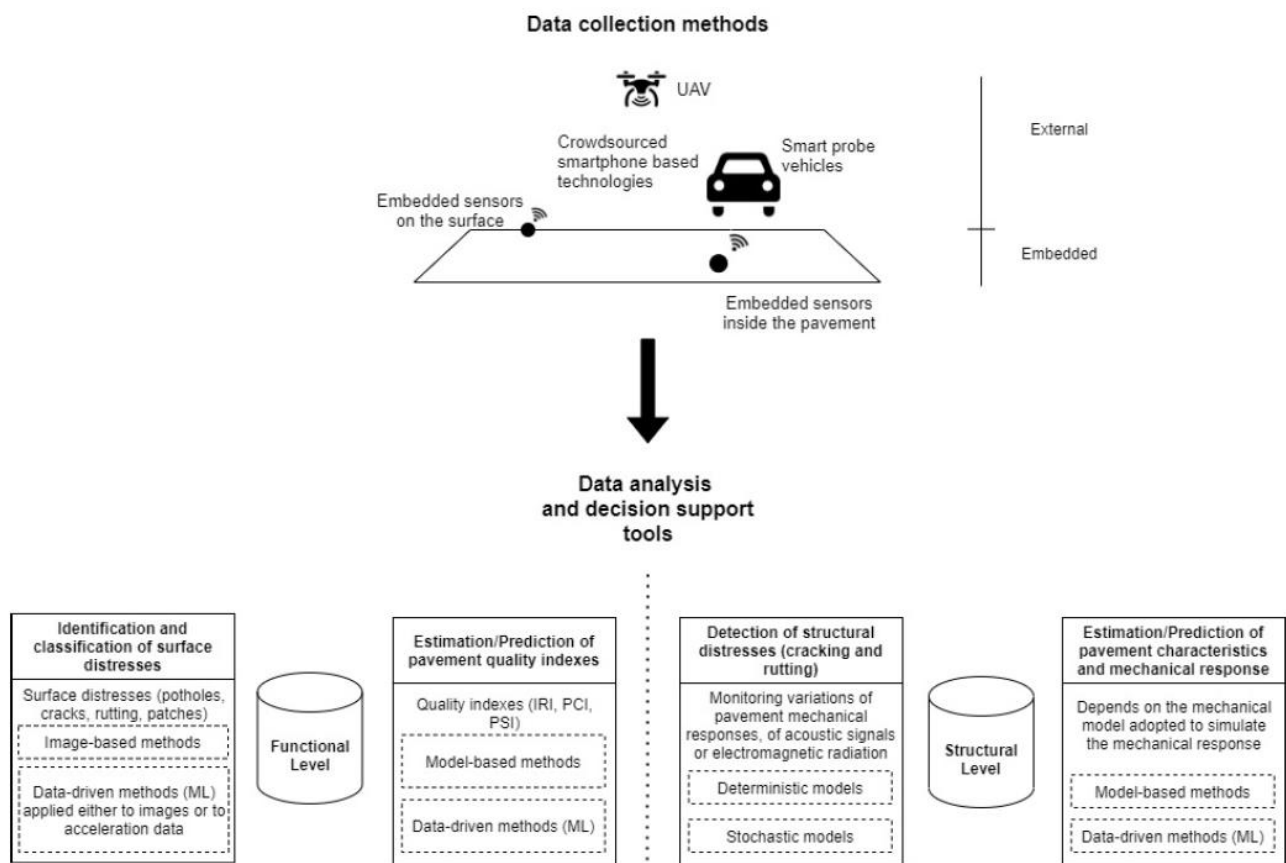 Data collection methods
UAV
External
Crowdsourced
smartphone based
technologies
Smart probe
vehicles
Embedded sensors
on the surface
Embedded
Embedded sensors
inside the pavement
Data analysis
and decision support
tools
Identification and
classification of surface
distresses
Surface distresses (potholes,
cracks, rutting, patches)
Image-based methods
Data-driven methods (ML)
applied either to images or to
acceleration data
Functional
Level
Estimation/Prediction of
pavement quality indexes
Quality indexes (IRI, PCI,
PSI)
Model-based methods
Data-driven methods (ML)
Detection of structural
distresses (cracking and
rutting)
Monitoring variations of
pavement mechanical
responses, of acoustic signals
or electromagnetic radiation
Deterministic models
Stochastic models
Structural
Level
Estimation/Prediction of
pavement characteristics
and mechanical response
Depends on the mechanical
model adopted to simulate
the mechanical response
Model-based methods
Data-driven methods (ML)